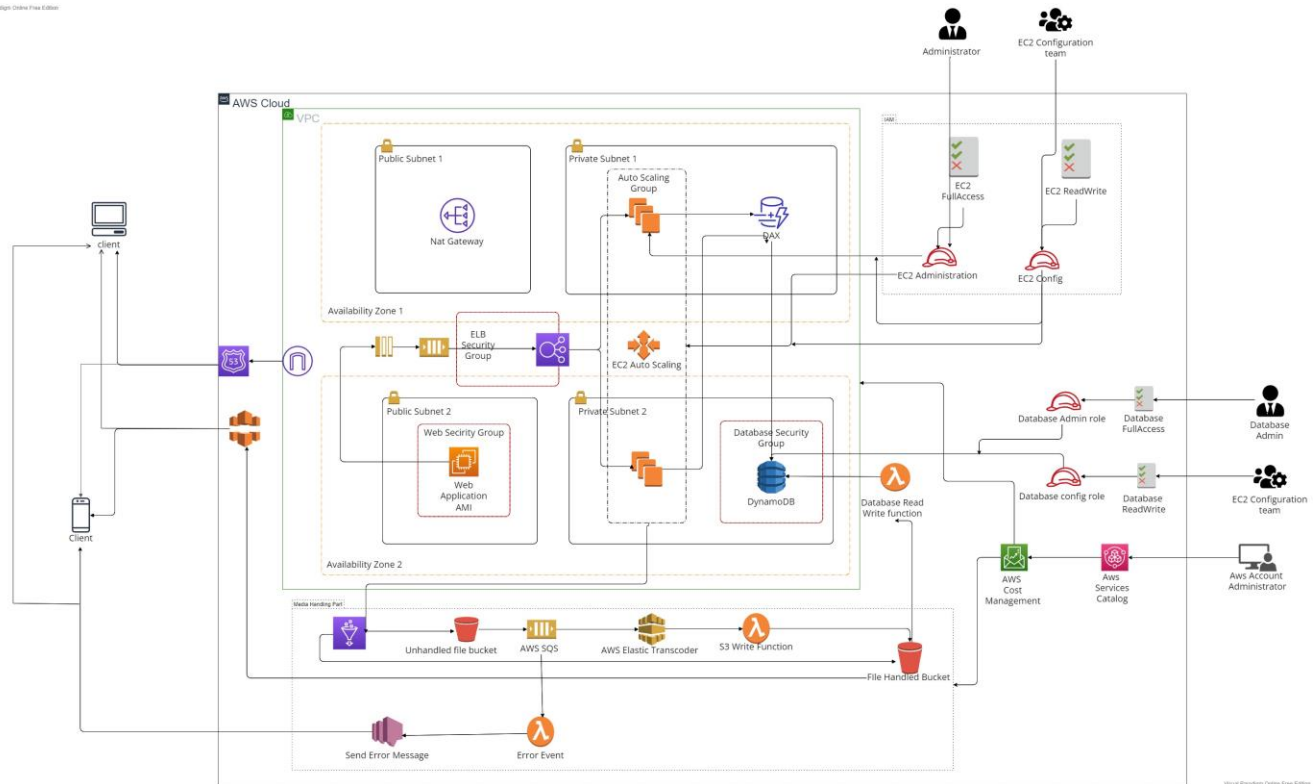 Administrator
EC2 Configuration
team
AWS Cloud
VPC
IAM
Public Subnet 1
Nat Gateway
Private Subnet 1
Auto Scaling
Group
DAX
EC2
FullAccess
EC2 ReadWrite
EC2 Administration
EC2 Config
client
Availability Zone 1
ELB
Security
Group
EC2 Auto Scaling
53
Public Subnet 2
Web Secirity Group
Web
Application
AMI
Private Subnet 2
Database Security
Group
DynamoDB
Availability Zone 2
Database Read
Write function
Database Admin role
Database
FullAccess
Database
Admin
Database config role
Database
ReadWrite
EC2 Configuration
team
Client
AWS
Cost
Management
Aws
Services
Catalog
Aws Account
Administrator
Media Handling Part
Unhandled file bucket
AWS SQS
AWS Elastic Transcoder
S3 Write Function
File Handled Bucket
Send Error Message
Error Event
Online Free Edition